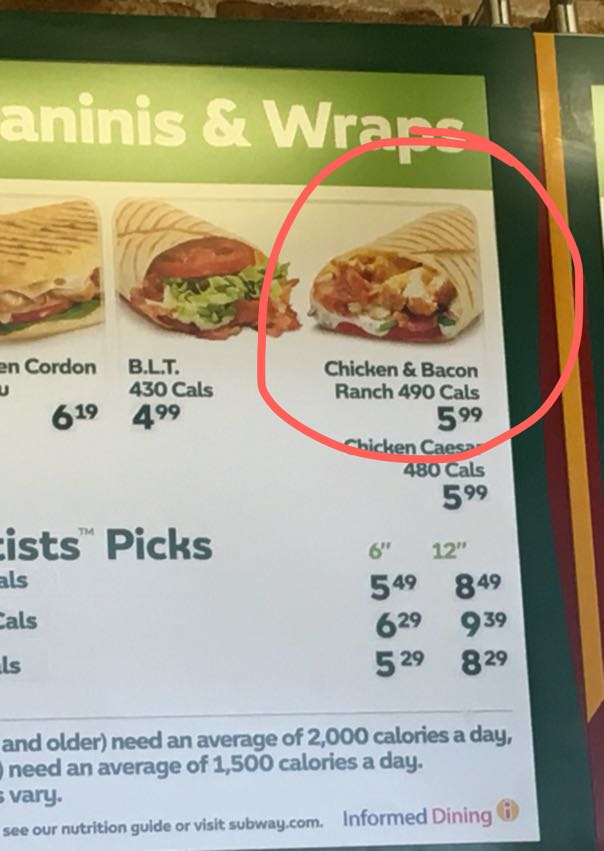 aninis & Wraps
en Cordon
u
6.19
B.L.T.
430 Cals
4.99
Chicken & Bacon
Ranch 490 Cals
5.99
Chicken Caesar
480 Cals
5.99
ists™ Picks
6" 12"
als
5.49 8.49
Cals
6.29 9.39
ls
5.29 8.29
and older) need an average of 2,000 calories a day,
) need an average of 1,500 calories a day.
s vary.
see our nutrition guide or visit subway.com. Informed Dining i